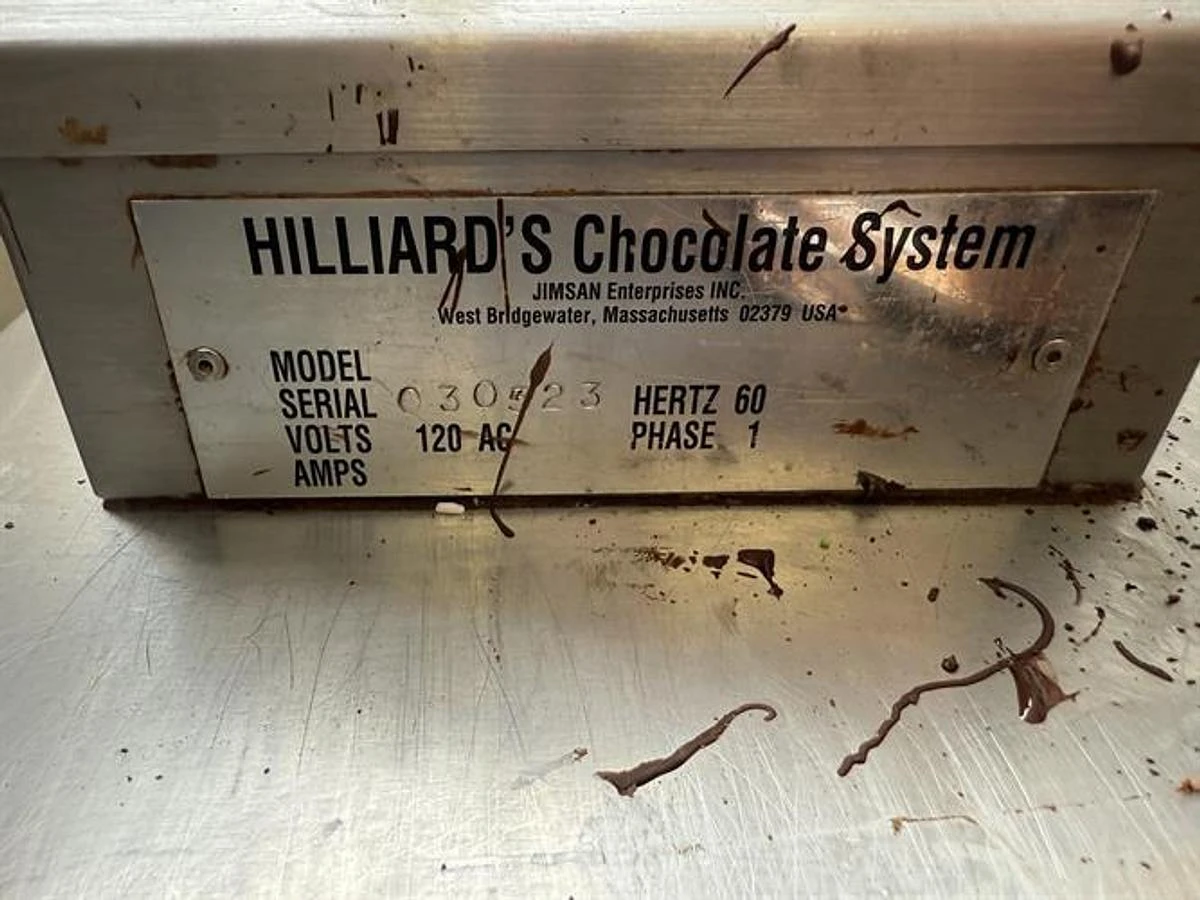 HILLIARD'S Chocolate System
JIMSAN Enterprises INC.
West Bridgewater, Massachusetts 02379 USA
MODEL
SERIAL 030523 HERTZ 60
VOLTS 120 AC PHASE 1
AMPS